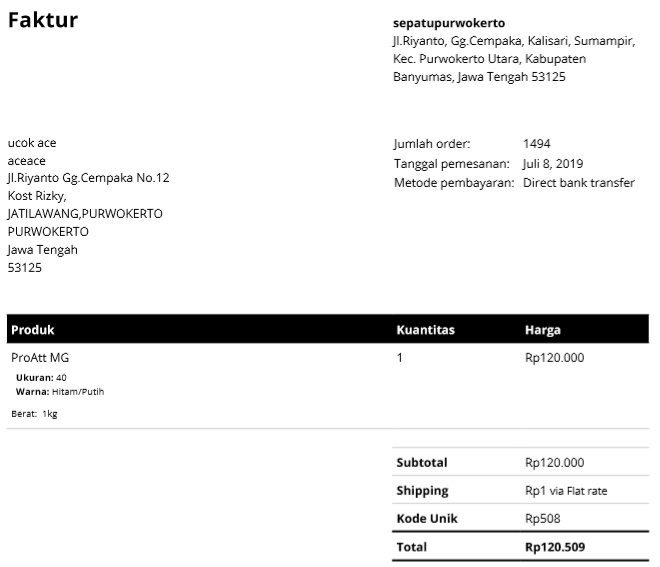 Faktur
sepatupurwokerto
Jl.Riyanto, Gg.Cempaka, Kalisari, Sumampir,
Kec. Purwokerto Utara, Kabupaten
Banyumas, Jawa Tengah 53125
ucok ace
aceace
Jl.Riyanto Gg.Cempaka No.12
Kost Rizky,
JATILAWANG,PURWOKERTO
PURWOKERTO
Jawa Tengah
53125
Jumlah order: 1494
Tanggal pemesanan: Juli 8, 2019
Metode pembayaran: Direct bank transfer
Produk Kuantitas Harga
ProAtt MG 1 Rp120.000
Ukuran: 40
Warna: Hitam/Putih
Berat: 1kg
Subtotal Rp120.000
Shipping Rp1 via Flat rate
Kode Unik Rp508
Total Rp120.509